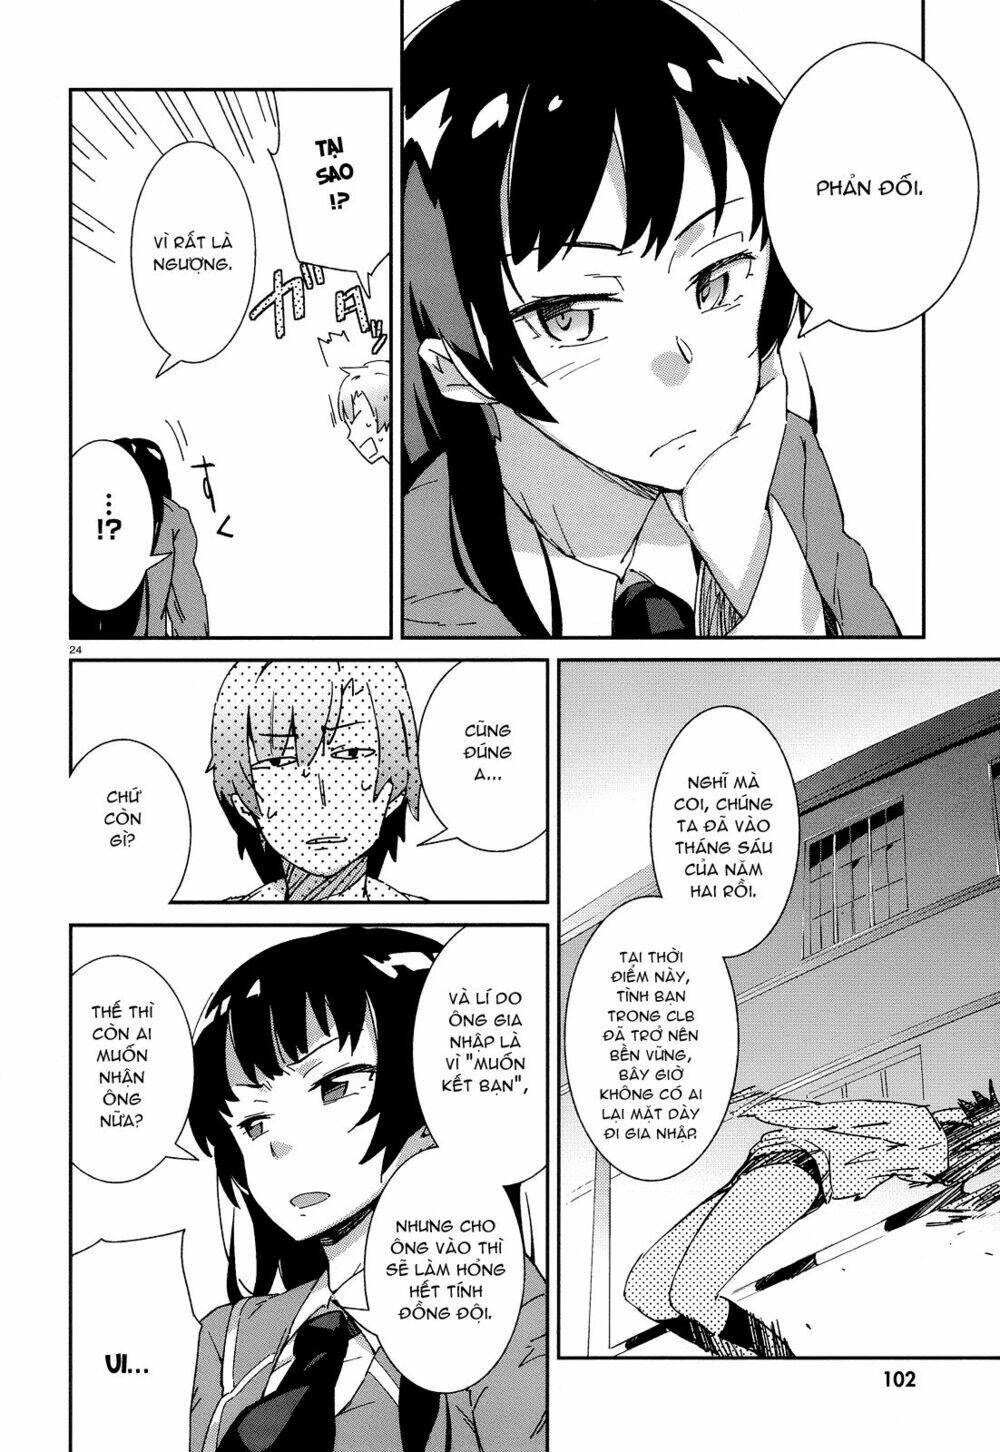 PHẢN ĐỐI.
TẠI
SAO
!?
VÌ RẤT LÀ
NGƯỢNG.
ガタ
すく
...
!?
24
NGHĨ MÀ
COI, CHÚNG
TA ĐÃ VÀO
THÁNG SÁU
CỦA NĂM
HAI RỒI.
TẠI THỜI
ĐIỂM NÀY,
TÌNH BẠN
TRONG CLB
ĐÃ TRỞ NÊN
BỀN VỮNG,
BÂY GIỜ
KHÔNG CÓ AI
LẠI MẶT DÀY
ĐI GIA NHẬP.
CŨNG
ĐÚNG
A...
CHỨ
CÒN
GÌ?
VÀ LÍ DO
ÔNG GIA
NHẬP LÀ
VÌ "MUỐN
KẾT BẠN",
NHƯNG CHO
ÔNG VÀO THÌ
SẼ LÀM HỎNG
HẾT TÍNH
ĐỒNG ĐỘI.
THẾ THÌ
CÒN AI
MUỐN
NHẬN
ÔNG
NỮA?
UI...
102